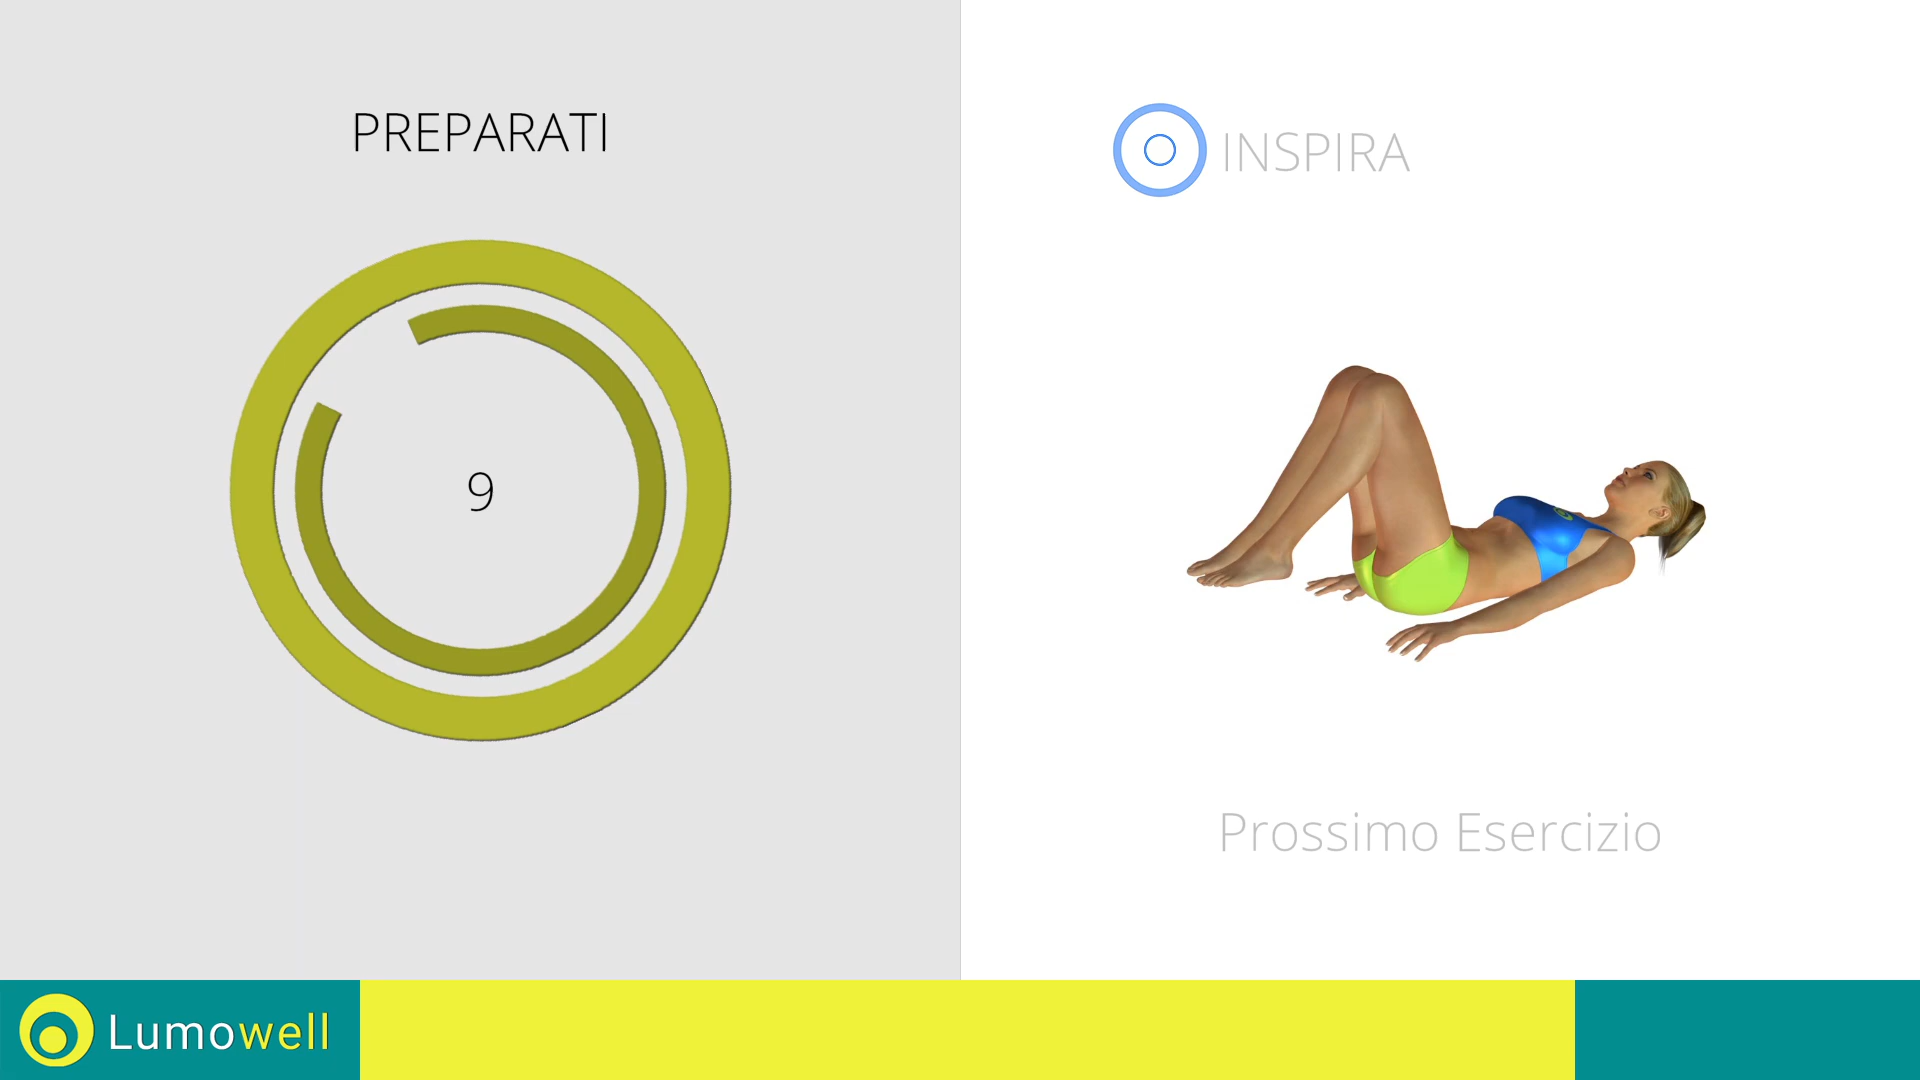 PREPARATI
9
INSPIRA
Prossimo Esercizio
Lumowell